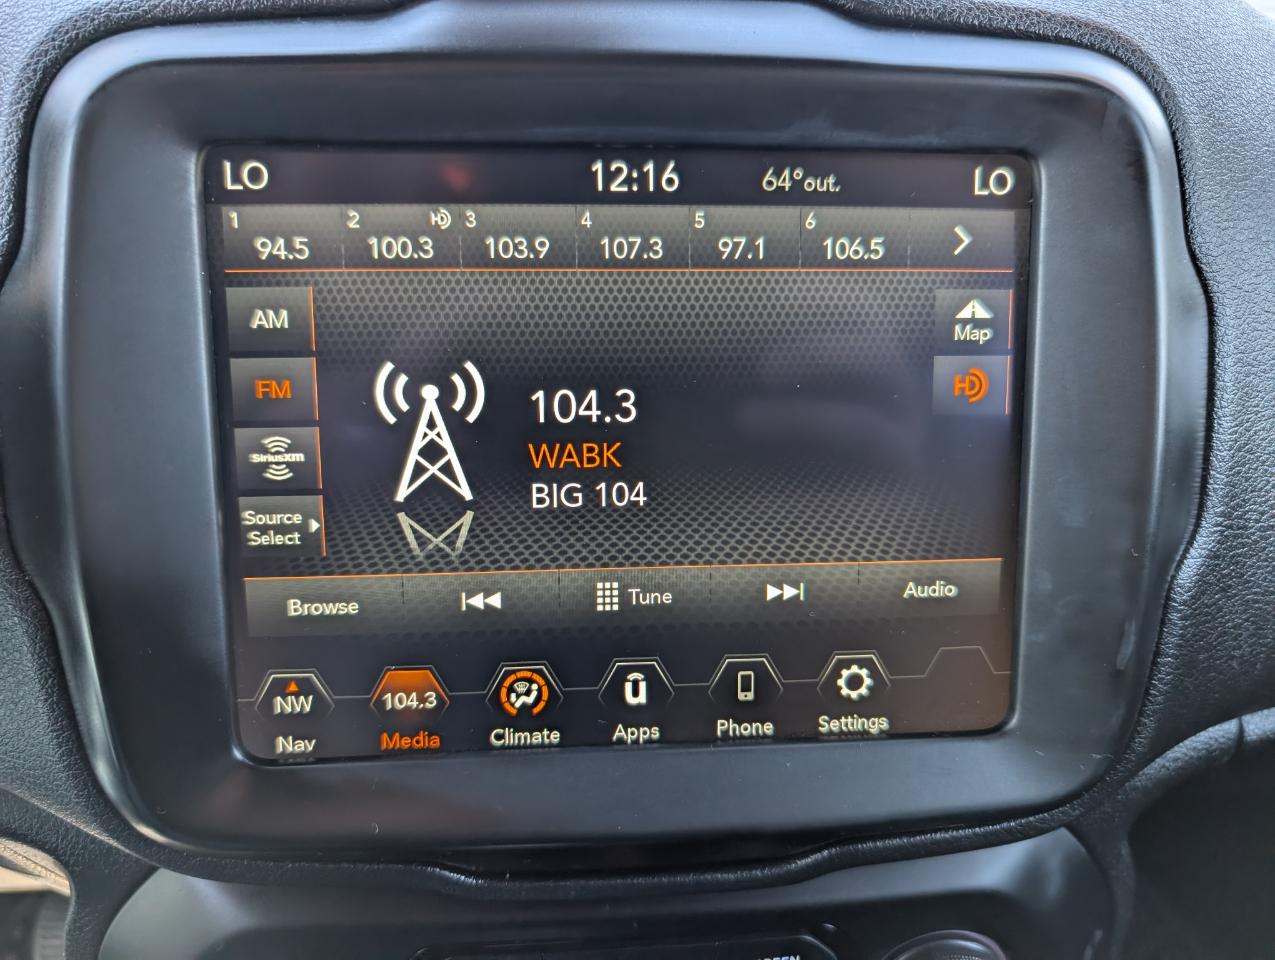 LO 12:16 64°out. LO
1 2 HD 3 4 5 6
94.5 100.3 103.9 107.3 97.1 106.5
AM
Map
FM
HD
104.3
WABK
BIG 104
SiriusXM
Source
Select
Browse Tune Audio
NW 104.3 u
Nav Media Climate Apps Phone Settings